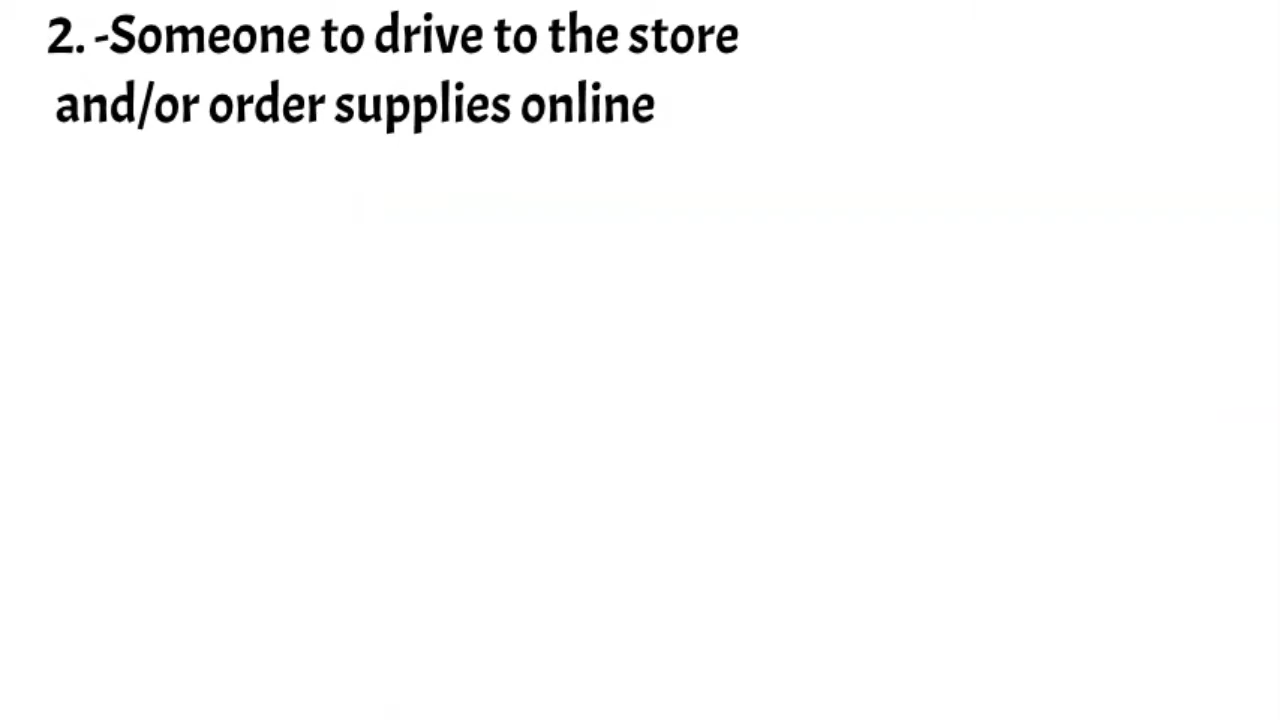 2. -Someone to drive to the store
and/or order supplies online